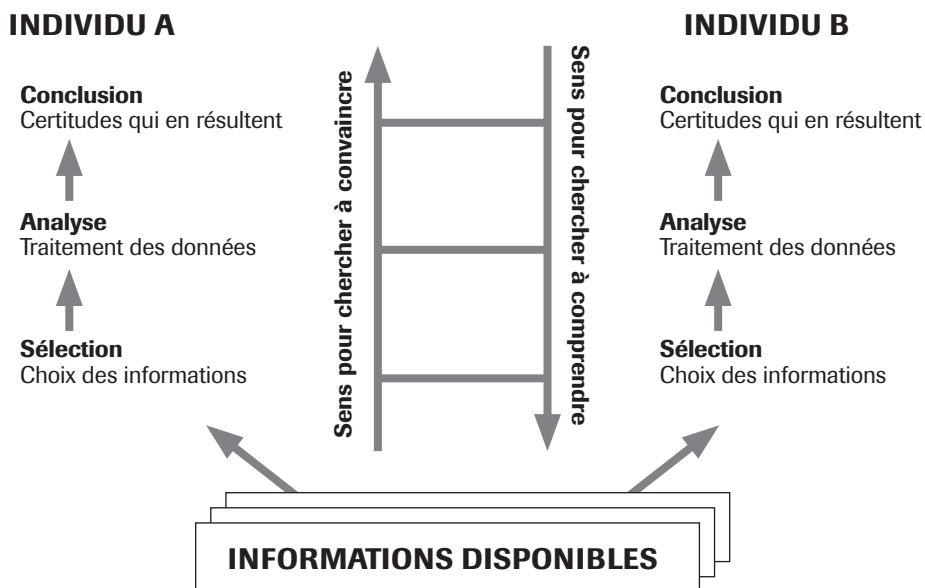 INDIVIDU A
Conclusion
Certitudes qui en résultent
Analyse
Traitement des données
Sélection
Choix des informations
Sens pour chercher à convaincre
Sens pour chercher à comprendre
INDIVIDU B
Conclusion
Certitudes qui en résultent
Analyse
Traitement des données
Sélection
Choix des informations
INFORMATIONS DISPONIBLES